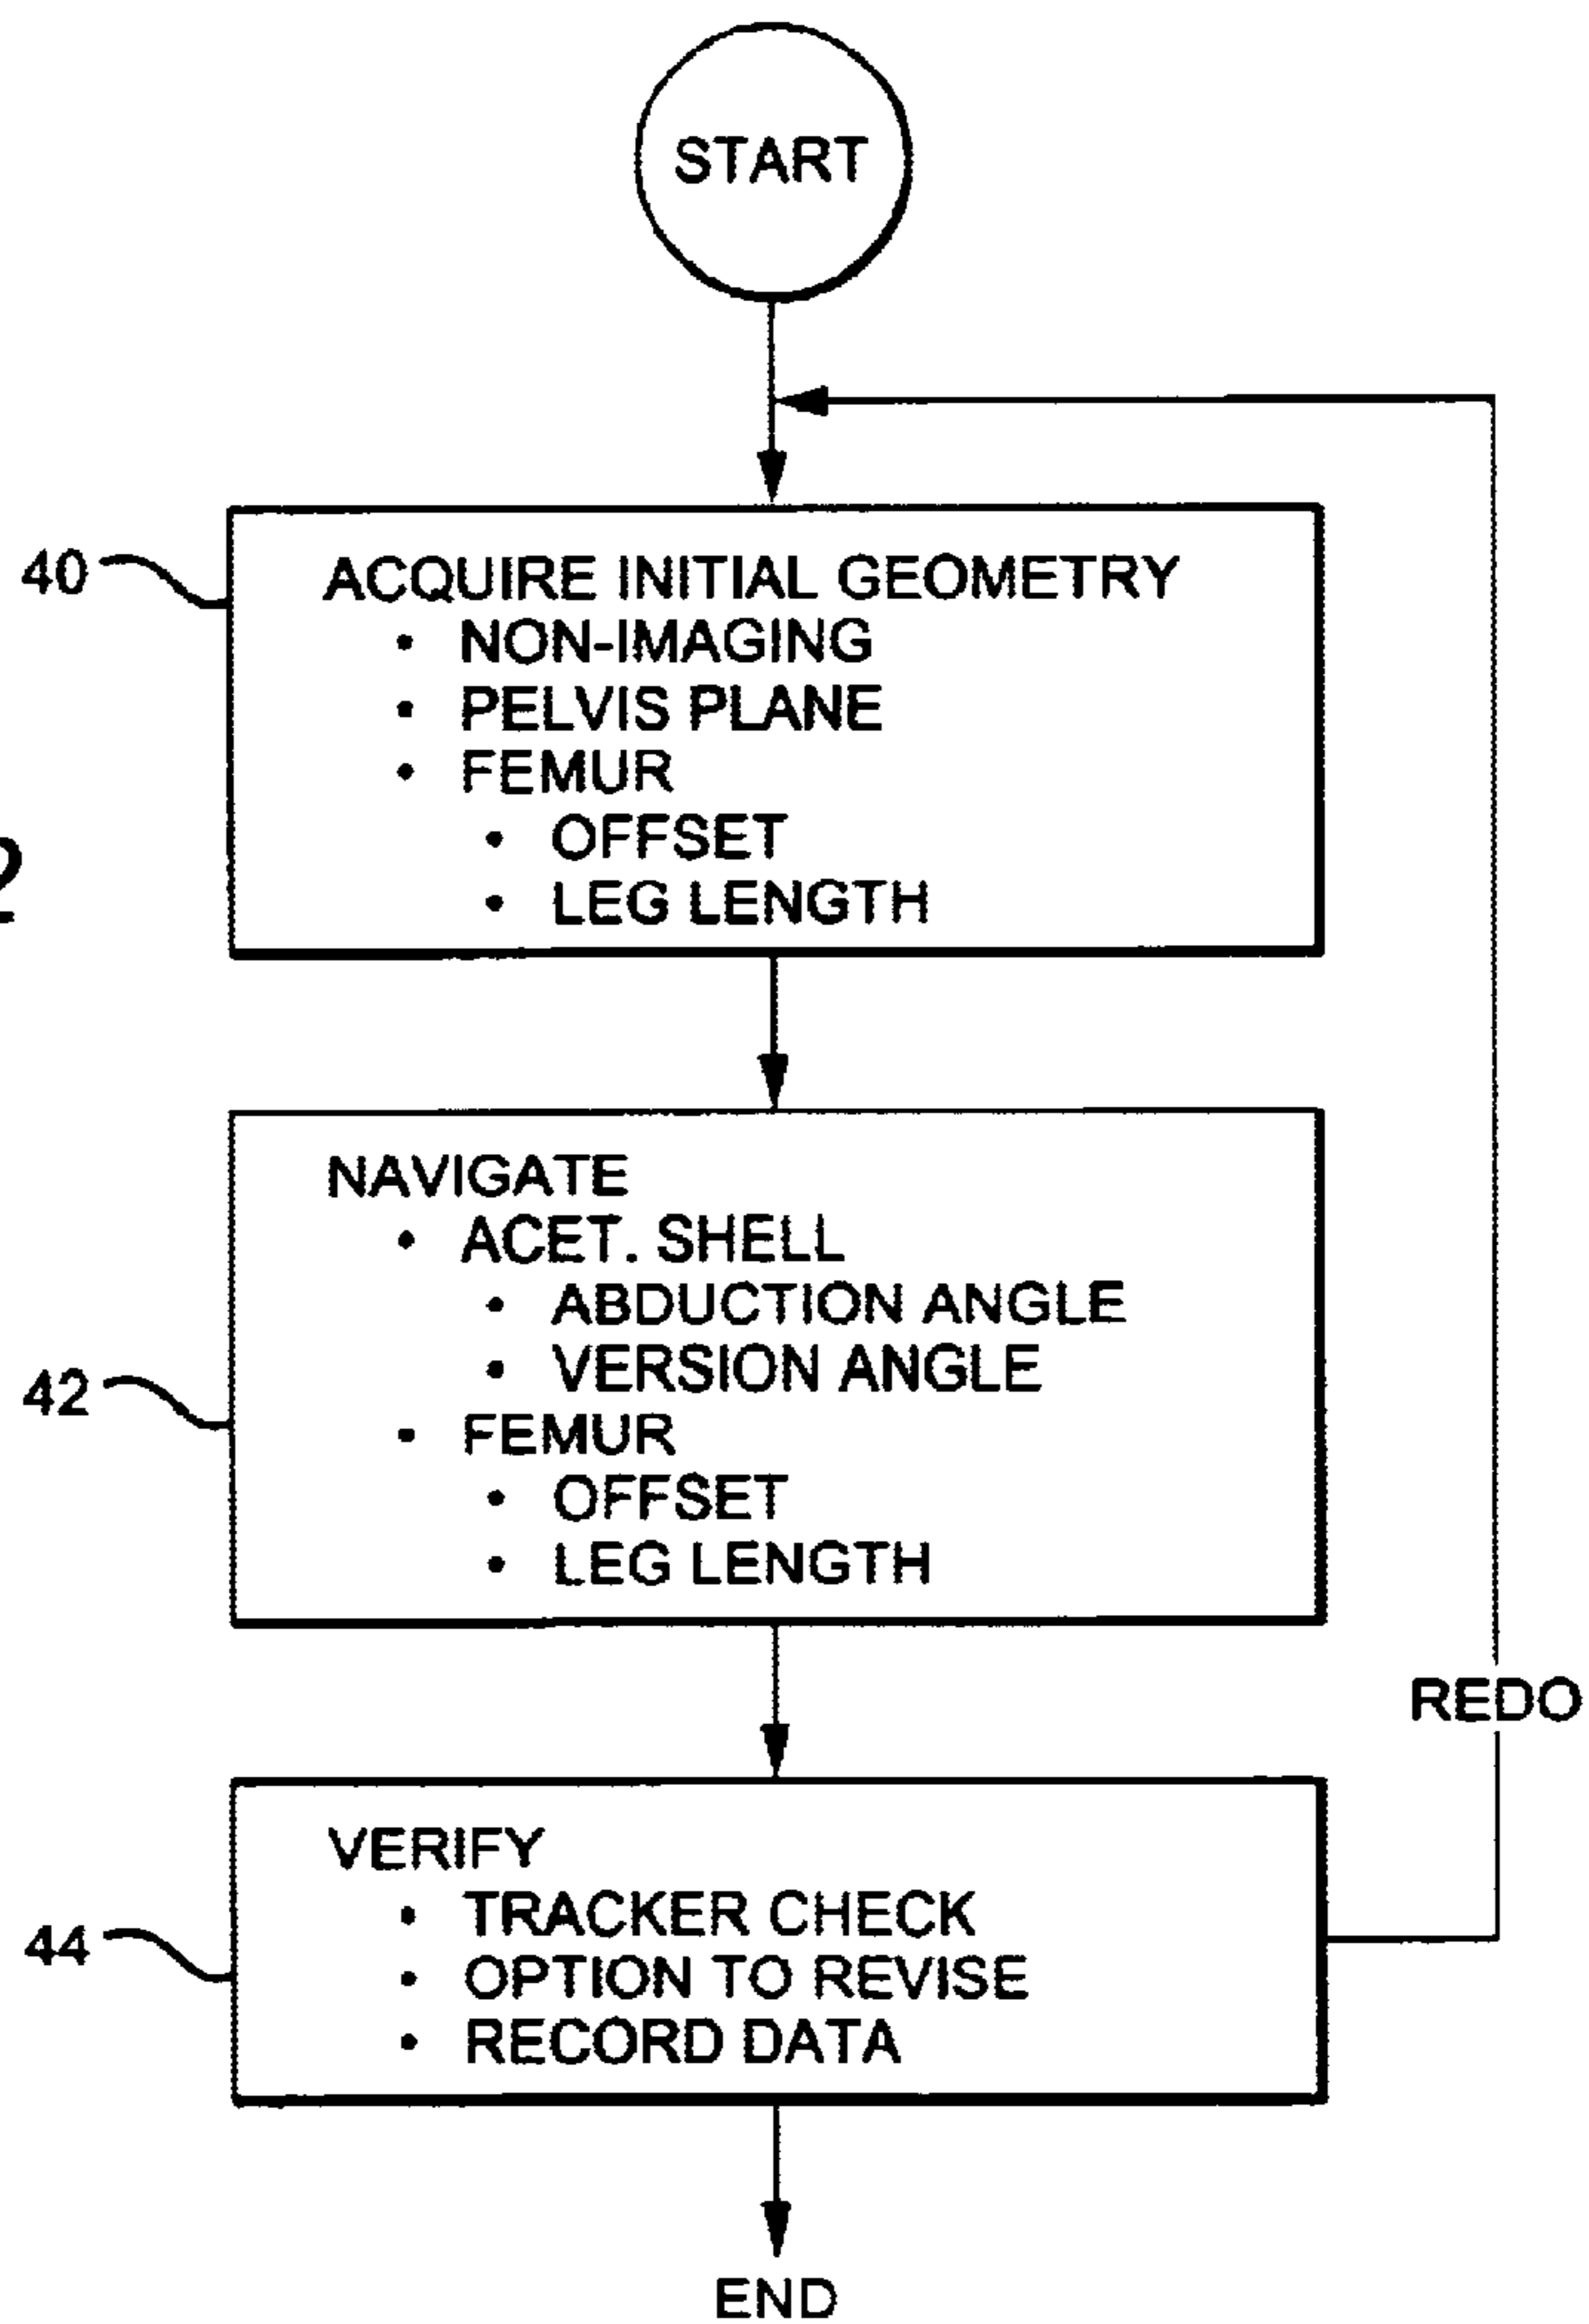 START
40
ACQUIRE INITIAL GEOMETRY
• NON-IMAGING
• PELVIS PLANE
• FEMUR
• OFFSET
• LEG LENGTH
2
NAVIGATE
• ACET. SHELL
• ABDUCTION ANGLE
• VERSION ANGLE
42
• FEMUR
• OFFSET
• LEG LENGTH
REDO
VERIFY
• TRACKER CHECK
44
• OPTION TO REVISE
• RECORD DATA
END